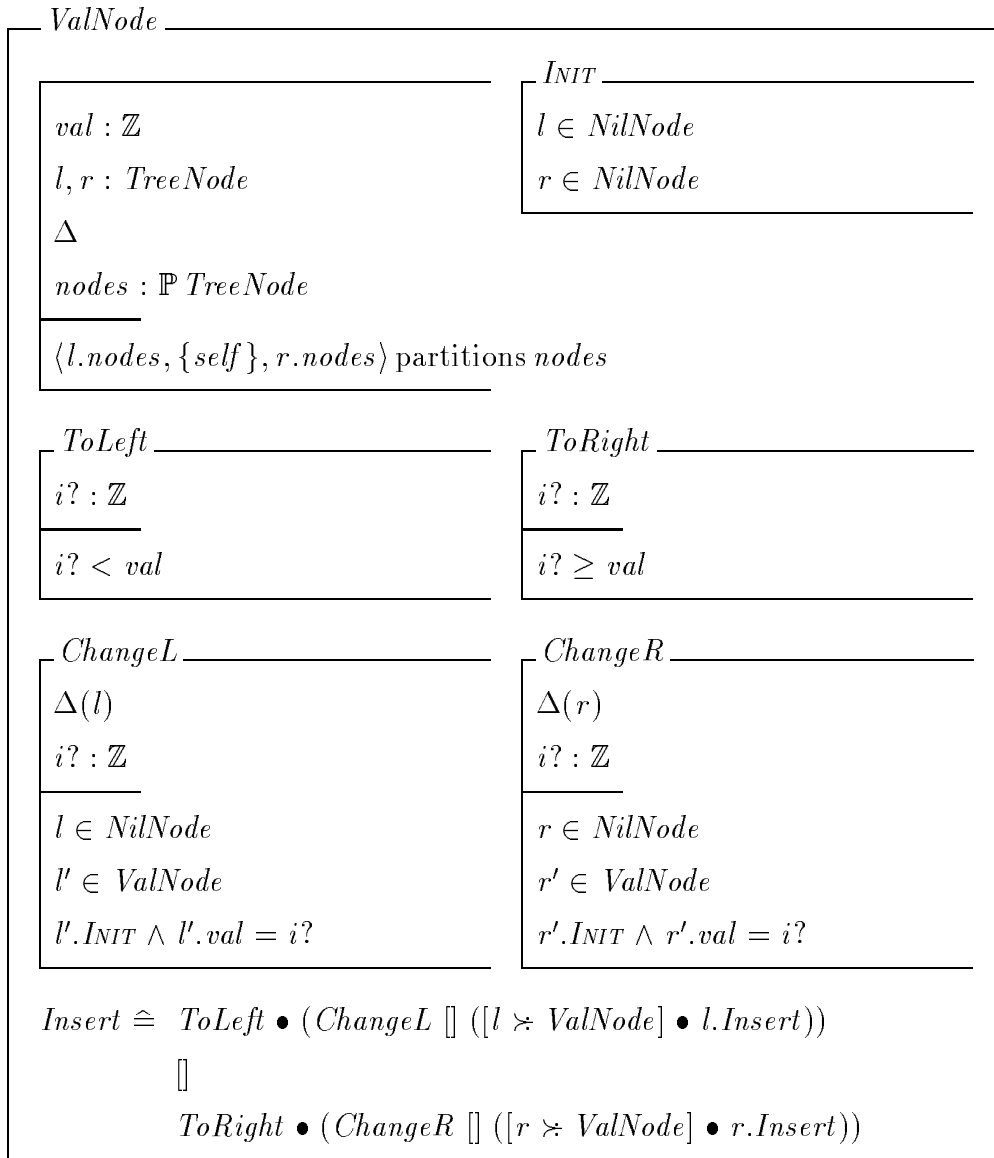 ValNode
val : ℤ
l, r : TreeNode
Δ
nodes : ℙ TreeNode
⟨l.nodes, {self}, r.nodes⟩ partitions nodes
INIT
l ∈ NilNode
r ∈ NilNode
ToLeft
i? : ℤ
i? < val
ToRight
i? : ℤ
i? ≥ val
ChangeL
Δ(l)
i? : ℤ
l ∈ NilNode
l′ ∈ ValNode
l′.INIT ∧ l′.val = i?
ChangeR
Δ(r)
i? : ℤ
r ∈ NilNode
r′ ∈ ValNode
r′.INIT ∧ r′.val = i?
Insert ≙ ToLeft • (ChangeL [] ([l ≍ ValNode] • l.Insert))
[]
ToRight • (ChangeR [] ([r ≍ ValNode] • r.Insert))